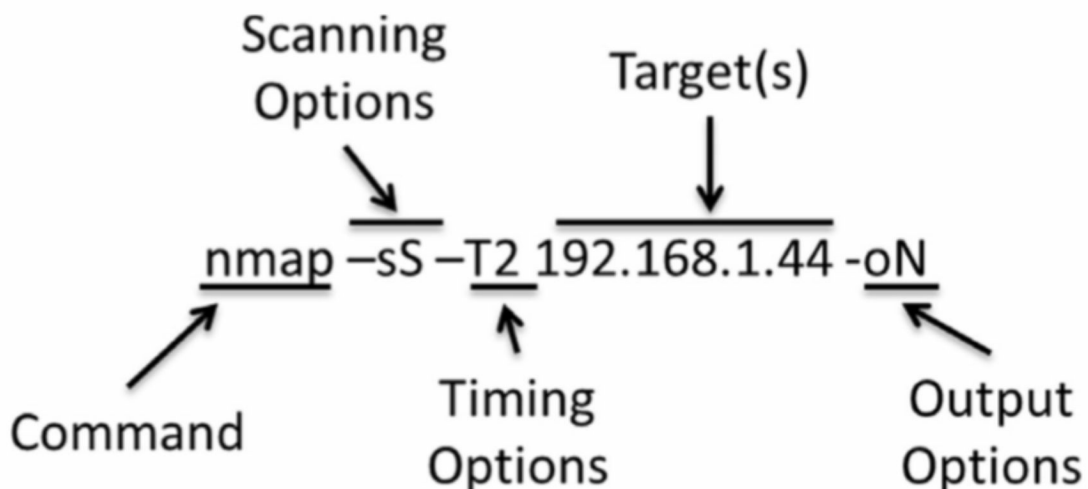 Scanning
Options
Target(s)
nmap –sS –T2 192.168.1.44 -oN
Command
Timing
Options
Output
Options